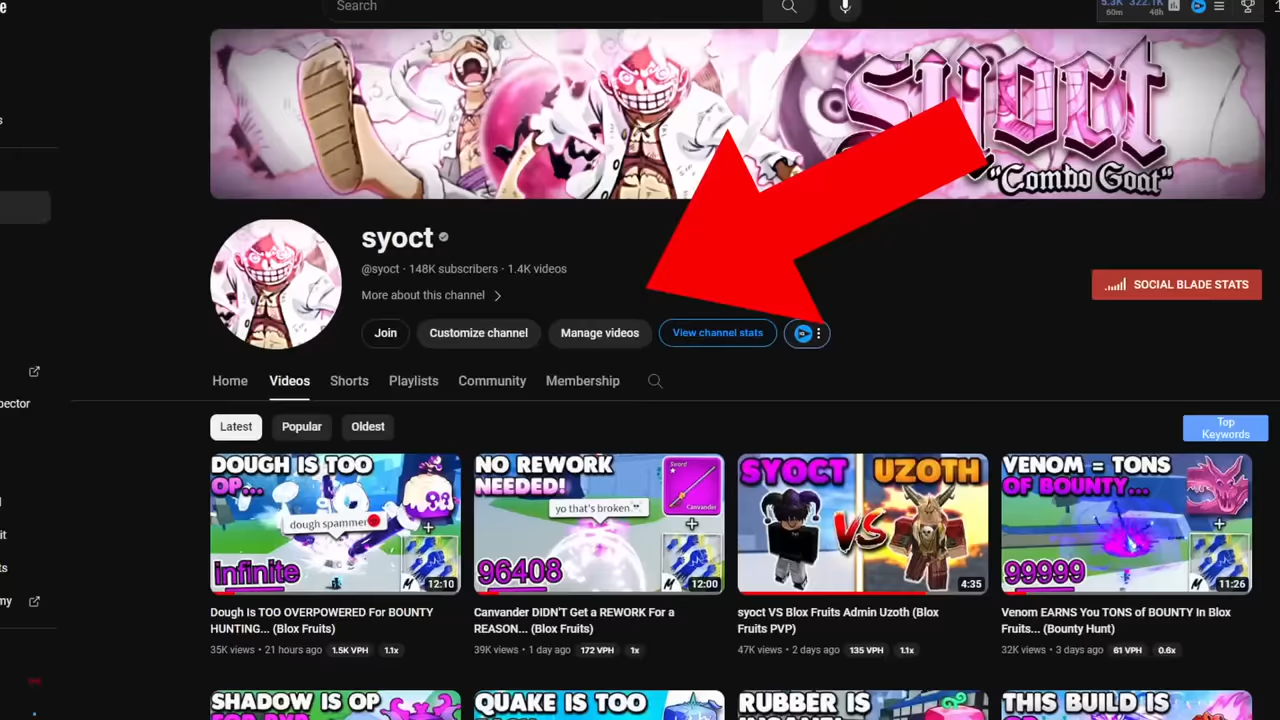 Search
5.3K 322.1K
60m 48h
syoct
"Combo Goat"
syoct
@syoct · 148K subscribers · 1.4K videos
More about this channel
SOCIAL BLADE STATS
Join
Customize channel
Manage videos
View channel stats
Home
Videos
Shorts
Playlists
Community
Membership
pector
Latest
Popular
Oldest
Top
Keywords
DOUGH IS TOO
OP...
dough spammer
infinite
12:10
NO REWORK
NEEDED!
Sword
yo that's broken
Canvander
96408
12:00
SYOCT
UZOTH
VS
4:35
VENOM = TONS
OF BOUNTY...
99999
11:26
Dough Is TOO OVERPOWERED For BOUNTY
HUNTING... (Blox Fruits)
35K views · 21 hours ago 1.5K VPH 1.1x
Canvander DIDN'T Get a REWORK For a
REASON... (Blox Fruits)
39K views · 1 day ago 172 VPH 1x
syoct VS Blox Fruits Admin Uzoth (Blox
Fruits PVP)
47K views · 2 days ago 135 VPH 1.1x
Venom EARNS You TONS of BOUNTY In Blox
Fruits... (Bounty Hunt)
32K views · 3 days ago 61 VPH 0.6x
SHADOW IS OP
QUAKE IS TOO
RUBBER IS
THIS BUILD IS